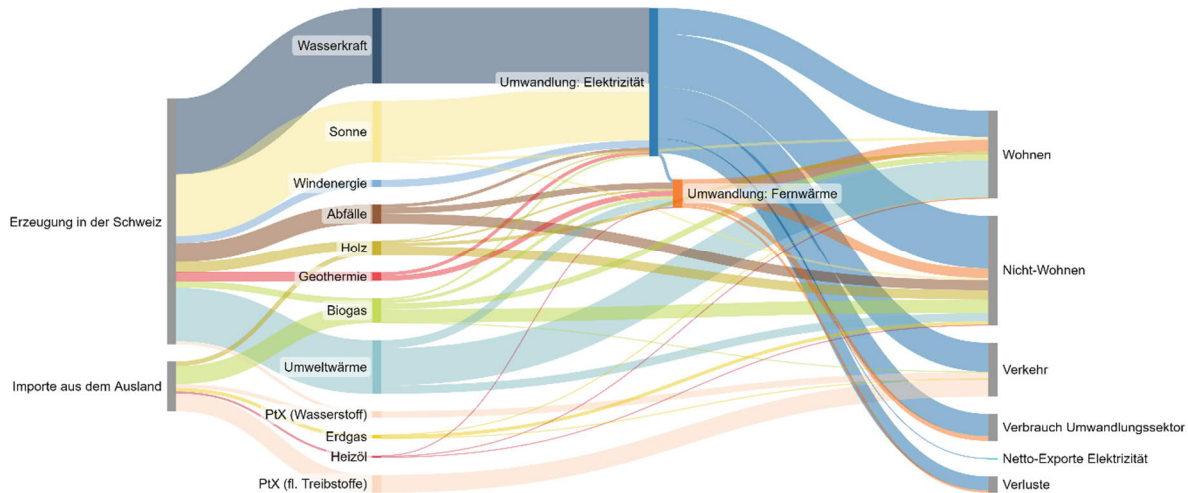 Erzeugung in der Schweiz
Importe aus dem Ausland
Wasserkraft
Sonne
Windenergie
Abfälle
Holz
Geothermie
Biogas
Umweltwärme
PtX (Wasserstoff)
Erdgas
Heizöl
PtX (fl. Treibstoffe)
Umwandlung: Elektrizität
Umwandlung: Fernwärme
Wohnen
Nicht-Wohnen
Verkehr
Verbrauch Umwandlungssektor
Netto-Exporte Elektrizität
Verluste